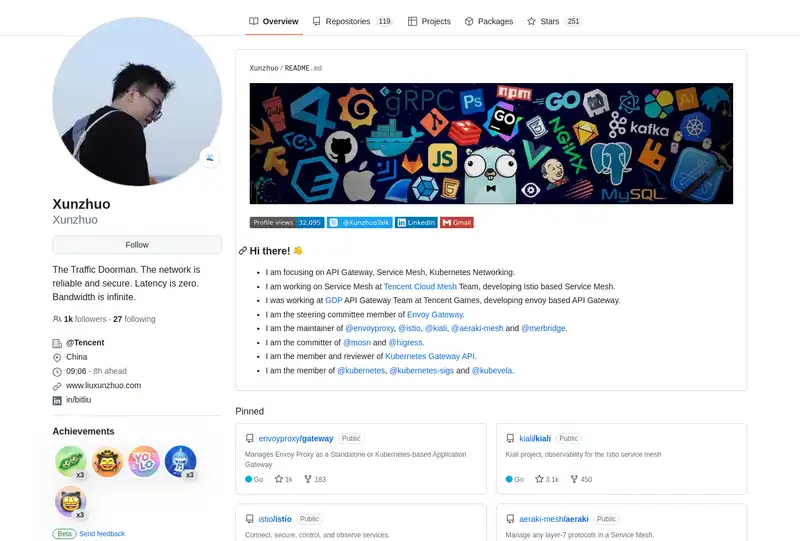 Overview
Repositories 119
Projects
Packages
Stars 251
Xunzhuo
Xunzhuo
Follow
The Traffic Doorman. The network is
reliable and secure. Latency is zero.
Bandwidth is infinite.
1k followers · 27 following
@Tencent
China
09:06 - 8h ahead
www.liuxunzhuo.com
in/bitliu
Achievements
x3
YOLO
x3
x3
Beta Send feedback
Xunzhuo/README.md
gRPC
Ps
npm
GO
Ai
GO
JS
NGINX
kafka
MySQL
Profile views 32,095
@XunzhuoTalk
LinkedIn
Gmail
Hi there! 👋
• I am focusing on API Gateway, Service Mesh, Kubernetes Networking.
• I am working on Service Mesh at Tencent Cloud Mesh Team, developing Istio based Service Mesh.
• I was working at GDP API Gateway Team at Tencent Games, developing envoy based API Gateway.
• I am the steering committee member of Envoy Gateway.
• I am the maintainer of @envoyproxy, @istio, @kiali, @aeraki-mesh and @merbridge.
• I am the committer of @mosn and @higress.
• I am the member and reviewer of Kubernetes Gateway API.
• I am the member of @kubernetes, @kubernetes-sigs and @kubevela.
Pinned
envoyproxy/gateway Public
Manages Envoy Proxy as a Standalone or Kubernetes-based Application
Gateway
Go 1k 183
kiali/kiali Public
Kiali project, observability for the Istio service mesh
Go 3.1k 450
istio/istio Public
Connect, secure, control, and observe services.
aeraki-mesh/aeraki Public
Manage any layer-7 protocols in a Service Mesh.